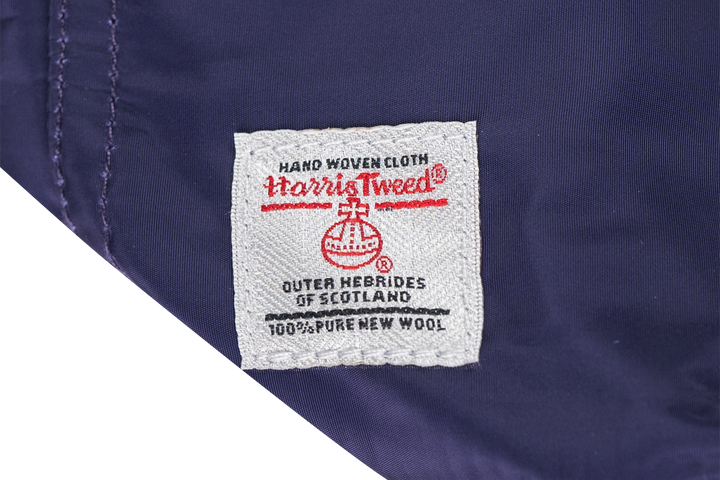 HAND WOVEN CLOTH
Harris Tweed®
®
OUTER HEBRIDES
OF SCOTLAND
100% PURE NEW WOOL